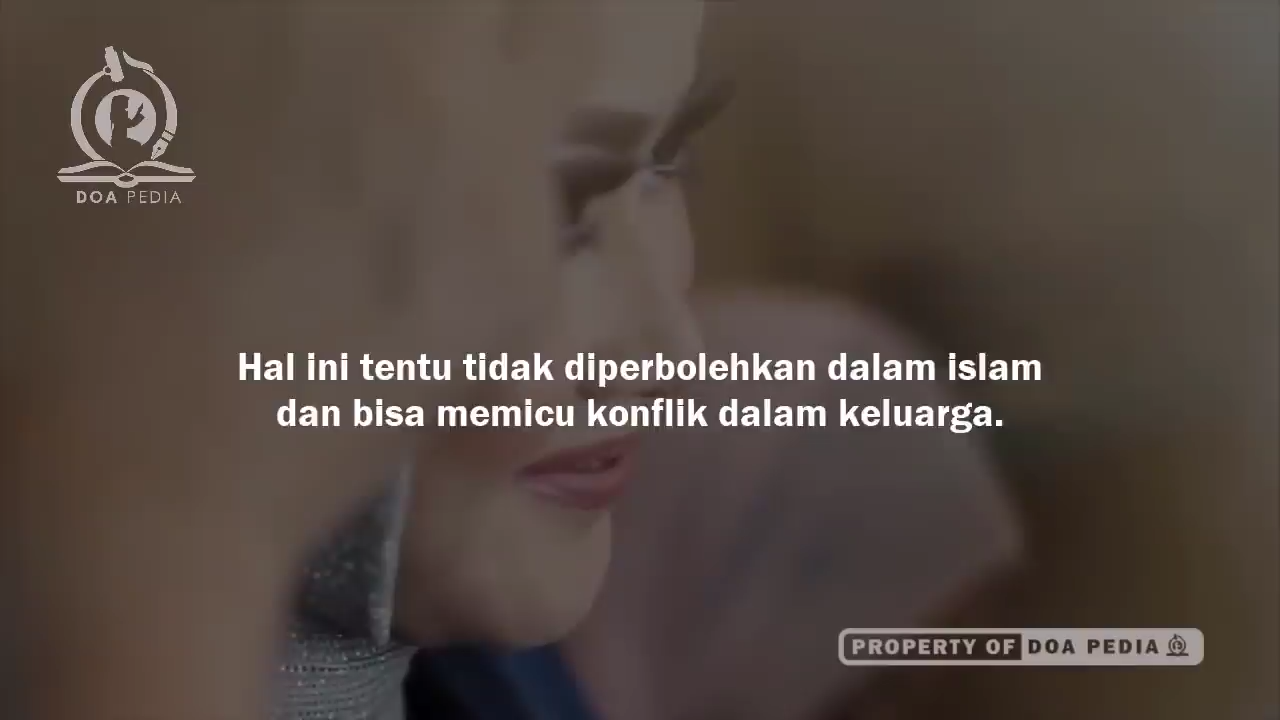 DOA PEDIA
Hal ini tentu tidak diperbolehkan dalam islam
dan bisa memicu konflik dalam keluarga.
PROPERTY OF DOA PEDIA